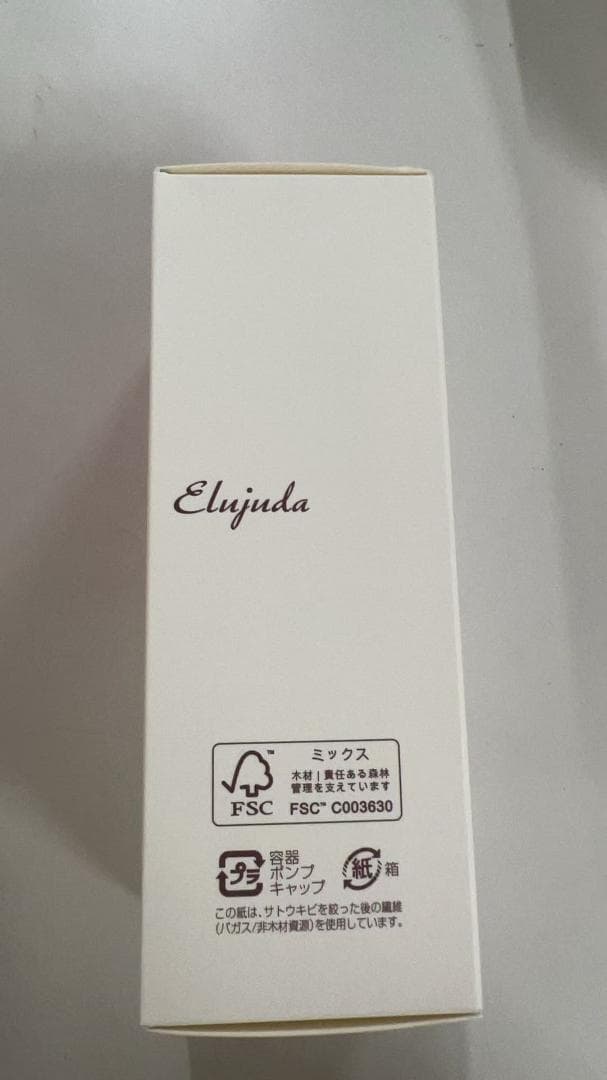 Elujuda
ミックス
木材 | 責任ある森林
管理を支えています
FSC™ FSC™ C003630
プラ 容器
ポンプ
キャップ
紙 箱
この紙は、サトウキビを絞った後の繊維
(バガス/非木材資源)を使用しています。